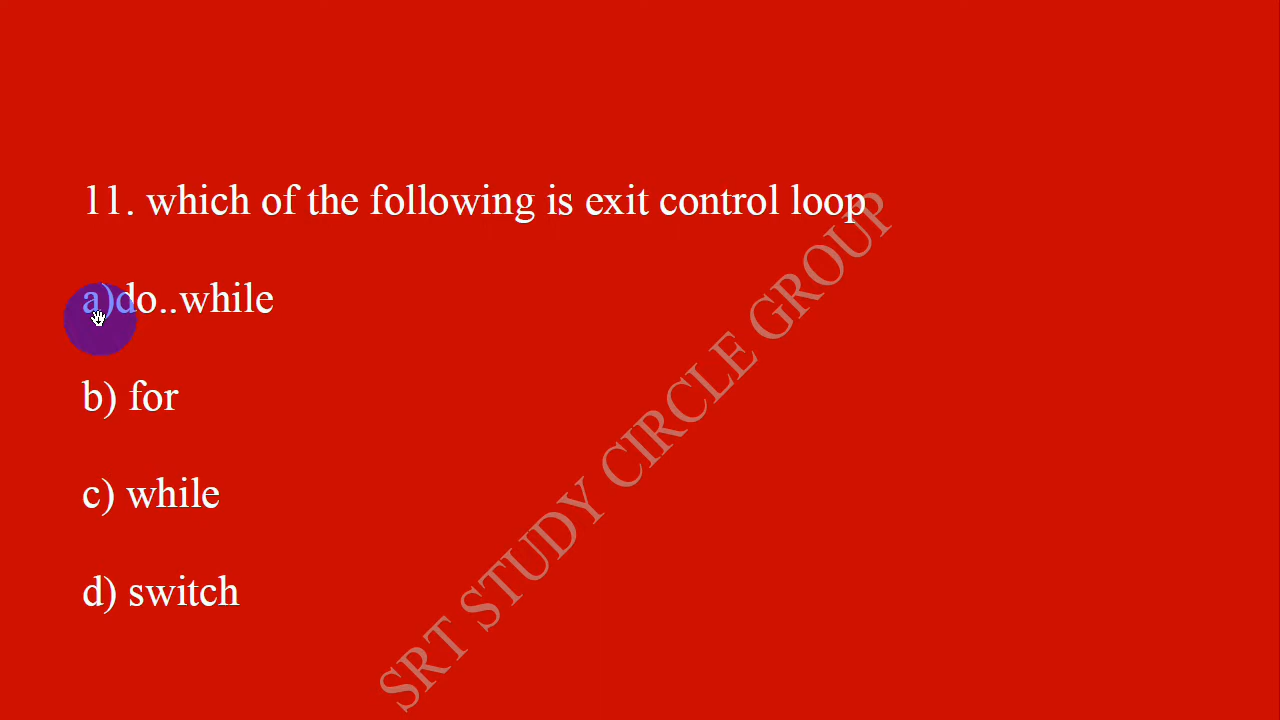 11. which of the following is exit control loop
a)do..while
b) for
c) while
d) switch
SRT STUDY CIRCLE GROUP